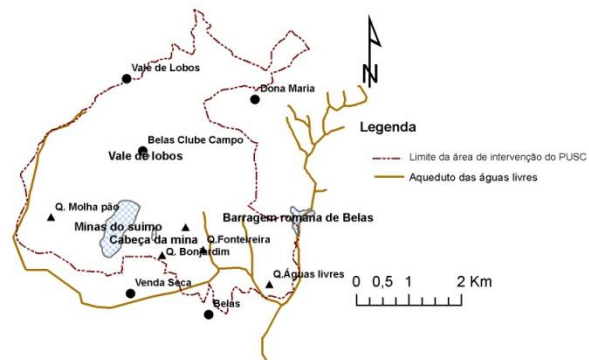 Vale de Lobos
Dona Maria
N
Legenda
Belas Clube Campo
Vale de lobos
Limite da área de intervenção do PUSC
Aqueduto das águas livres
Q. Molha pão
Minas do suimo
Barragem romana de Belas
Cabeça da mina
Q.Fonteireira
Q. Bonjardim
Q.Águas livres
Venda Seca
Belas
0 0,5 1 2 Km